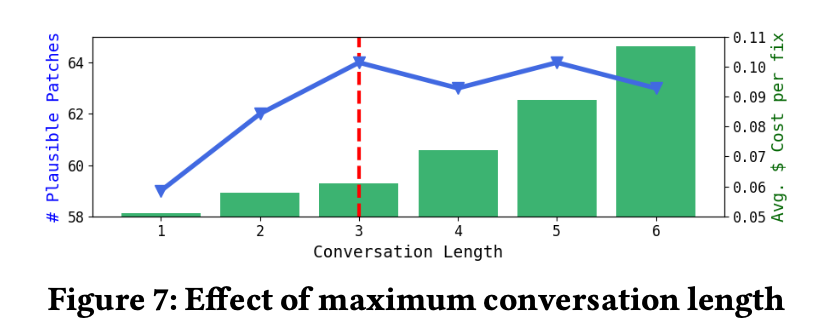 # Plausible Patches
64
62
60
58
0.11
0.10
0.09
0.08
0.07
0.06
0.05
Avg. $ Cost per fix
1 2 3 4 5 6
Conversation Length
Figure 7: Effect of maximum conversation length